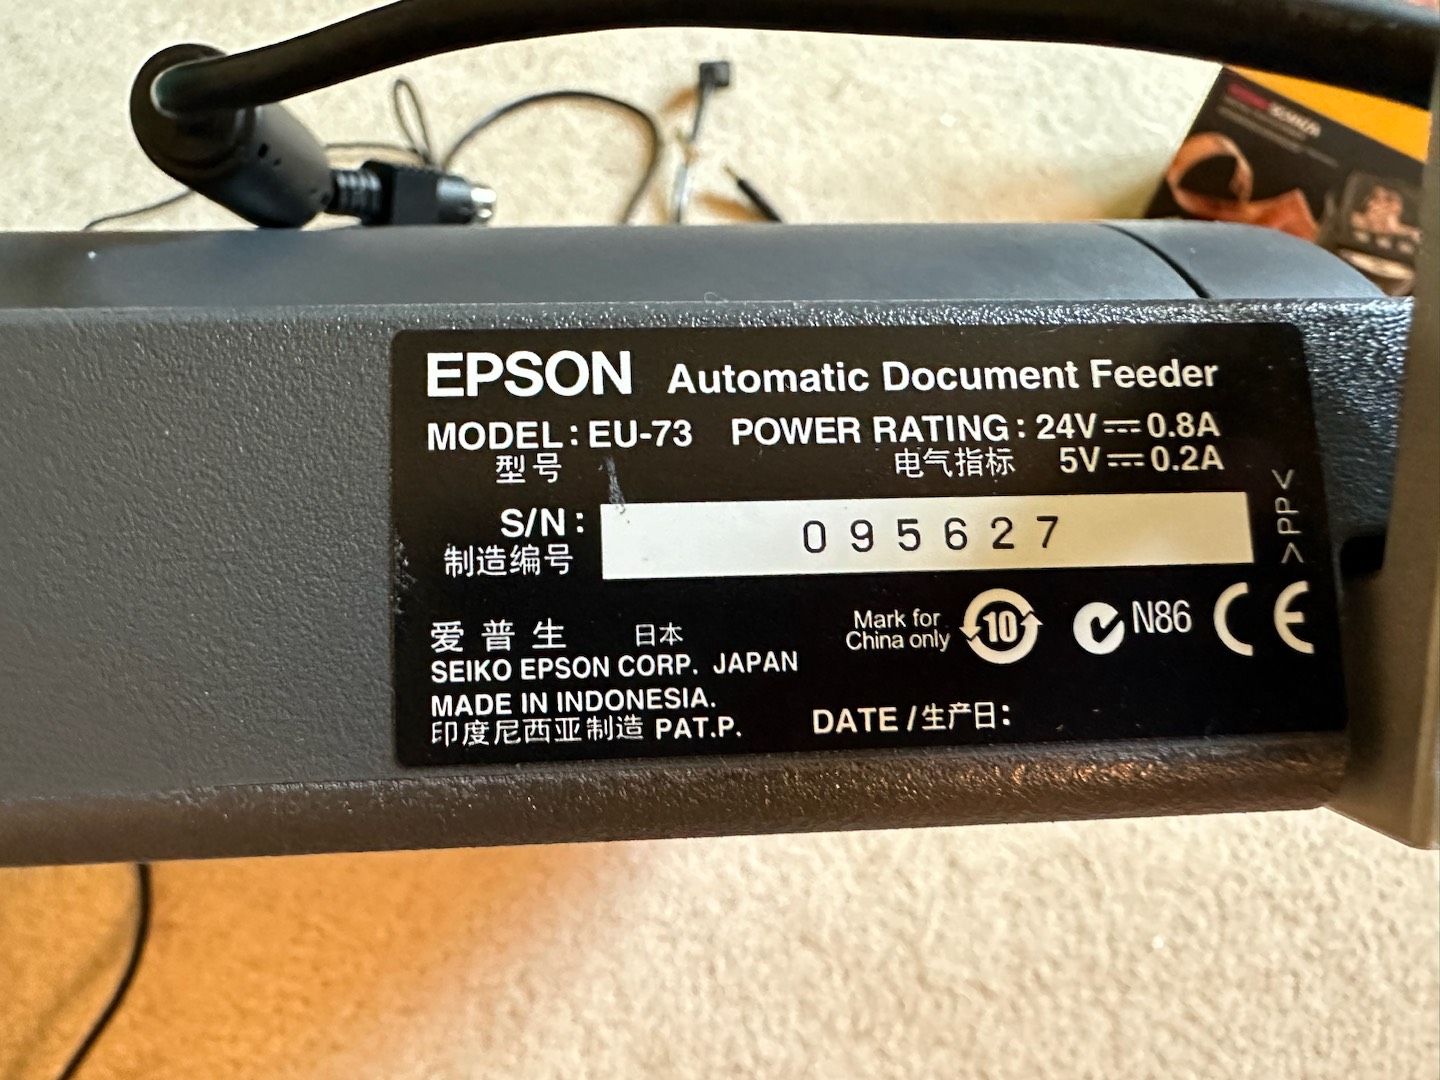 EPSON Automatic Document Feeder
MODEL: EU-73 POWER RATING: 24V⎓0.8A
型号 电气指标 5V⎓0.2A
S/N: 095627
制造编号
>PP<
爱普生 日本
Mark for China only 10 N86 CE
SEIKO EPSON CORP. JAPAN
MADE IN INDONESIA.
印度尼西亚制造 PAT.P.
DATE /生产日: